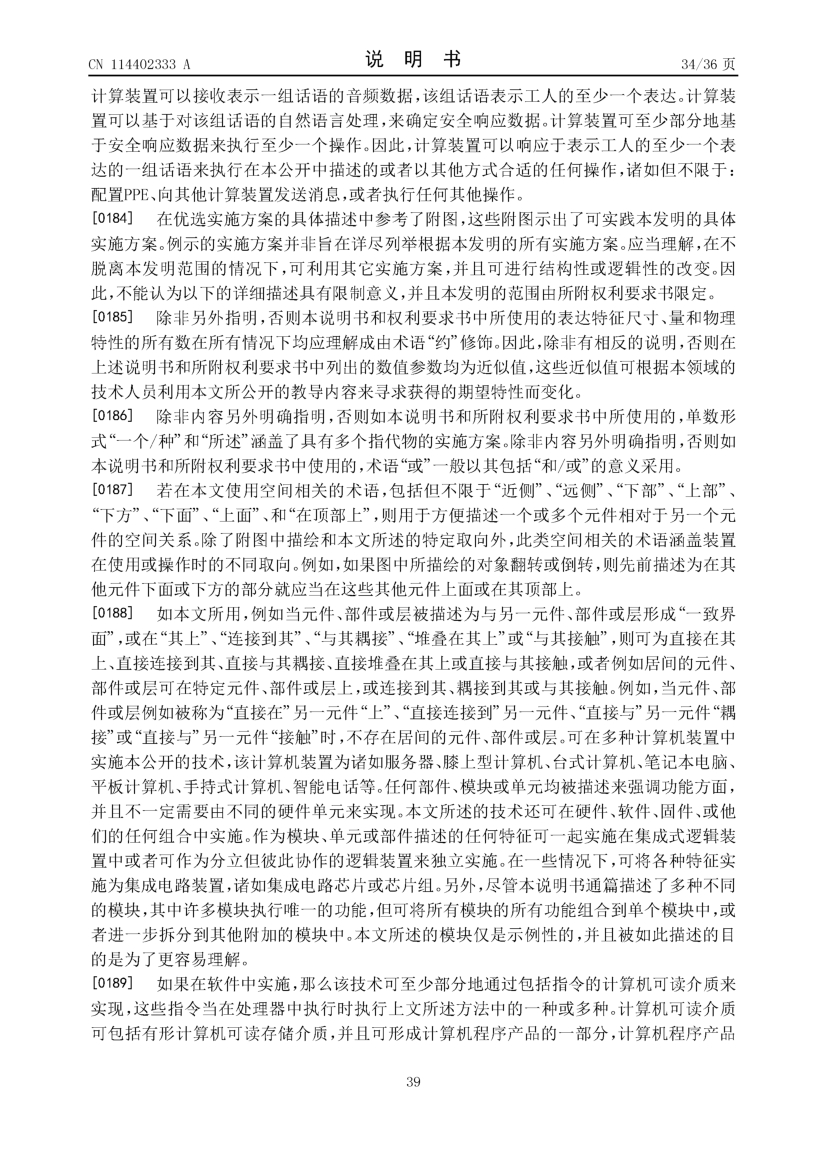 CN 114402333 A
说 明 书
34/36 页
计算装置可以接收表示一组话语的音频数据,该组话语表示工人的至少一个表达。计算装
置可以基于对该组话语的自然语言处理,来确定安全响应数据。计算装置可至少部分地基
于安全响应数据来执行至少一个操作。因此,计算装置可以响应于表示工人的至少一个表
达的一组话语来执行在本公开中描述的或者以其他方式合适的任何操作,诸如但不限于:
配置PPE、向其他计算装置发送消息,或者执行任何其他操作。
[0184] 在优选实施方案的具体描述中参考了附图,这些附图示出了可实践本发明的具体
实施方案。例示的实施方案并非旨在详尽列举根据本发明的所有实施方案。应当理解,在不
脱离本发明范围的情况下,可利用其它实施方案,并且可进行结构性或逻辑性的改变。因
此,不能认为以下的详细描述具有限制意义,并且本发明的范围由所附权利要求书限定。
[0185] 除非另外指明,否则本说明书和权利要求书中所使用的表达特征尺寸、量和物理
特性的所有数在所有情况下均应理解成由术语“约”修饰。因此,除非有相反的说明,否则在
上述说明书和所附权利要求书中列出的数值参数均为近似值,这些近似值可根据本领域的
技术人员利用本文所公开的教导内容来寻求获得的期望特性而变化。
[0186] 除非内容另外明确指明,否则如本说明书和所附权利要求书中所使用的,单数形
式“一个/种”和“所述”涵盖了具有多个指代物的实施方案。除非内容另外明确指明,否则如
本说明书和所附权利要求书中使用的,术语“或”一般以其包括“和/或”的意义采用。
[0187] 若在本文使用空间相关的术语,包括但不限于“近侧”、“远侧”、“下部”、“上部”、
“下方”、“下面”、“上面”、和“在顶部上”,则用于方便描述一个或多个元件相对于另一个元
件的空间关系。除了附图中描绘和本文所述的特定取向外,此类空间相关的术语涵盖装置
在使用或操作时的不同取向。例如,如果图中所描绘的对象翻转或倒转,则先前描述为在其
他元件下面或下方的部分就应当在这些其他元件上面或在其顶部上。
[0188] 如本文所用,例如当元件、部件或层被描述为与另一元件、部件或层形成“一致界
面”,或在“其上”、“连接到其”、“与其耦接”、“堆叠在其上”或“与其接触”,则可为直接在其
上、直接连接到其、直接与其耦接、直接堆叠在其上或直接与其接触,或者例如居间的元件、
部件或层可在特定元件、部件或层上,或连接到其、耦接到其或与其接触。例如,当元件、部
件或层例如被称为“直接在”另一元件“上”、“直接连接到”另一元件、“直接与”另一元件“耦
接”或“直接与”另一元件“接触”时,不存在居间的元件、部件或层。可在多种计算机装置中
实施本公开的技术,该计算机装置为诸如服务器、膝上型计算机、台式计算机、笔记本电脑、
平板计算机、手持式计算机、智能电话等。任何部件、模块或单元均被描述来强调功能方面,
并且不一定需要由不同的硬件单元来实现。本文所述的技术还可在硬件、软件、固件、或他
们的任何组合中实施。作为模块、单元或部件描述的任何特征可一起实施在集成式逻辑装
置中或者可作为分立但彼此协作的逻辑装置来独立实施。在一些情况下,可将各种特征实
施为集成电路装置,诸如集成电路芯片或芯片组。另外,尽管本说明书通篇描述了多种不同
的模块,其中许多模块执行唯一的功能,但可将所有模块的所有功能组合到单个模块中,或
者进一步拆分到其他附加的模块中。本文所述的模块仅是示例性的,并且被如此描述的目
的是为了更容易理解。
[0189] 如果在软件中实施,那么该技术可至少部分地通过包括指令的计算机可读介质来
实现,这些指令当在处理器中执行时执行上文所述方法中的一种或多种。计算机可读介质
可包括有形计算机可读存储介质,并且可形成计算机程序产品的一部分,计算机程序产品
39